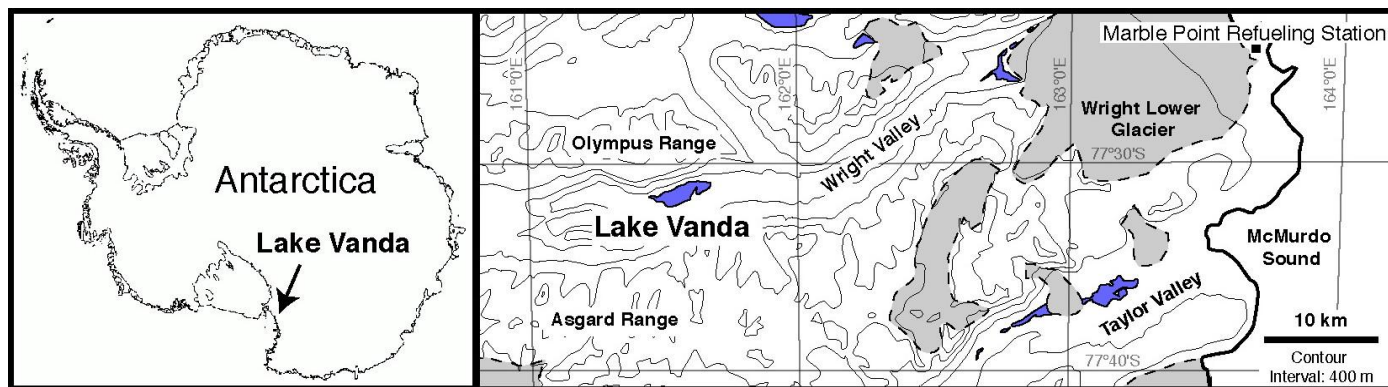 Antarctica
Lake Vanda
Marble Point Refueling Station
161°0'E
162°0'E
163°0'E
164°0'E
Wright Lower
Glacier
Olympus Range
Wright Valley
77°30'S
Lake Vanda
McMurdo
Sound
Asgard Range
Taylor Valley
10 km
77°40'S
Contour
Interval: 400 m